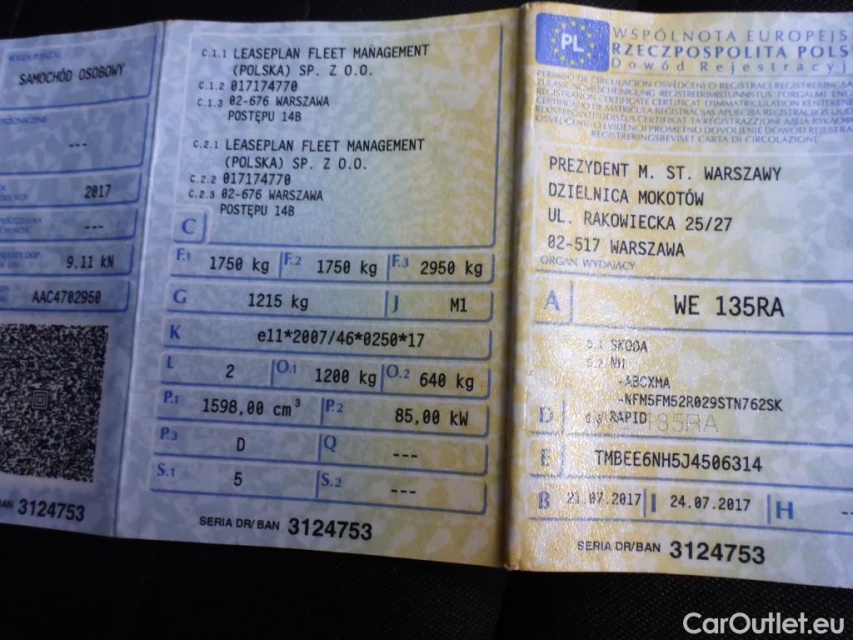 SAMOCHÓD OSOBOWY
---
2017
---
9,11 kN
AAC4702950
/BAN 3124753
C.1.1 LEASEPLAN FLEET MANAGEMENT
(POLSKA) SP. Z O.O.
C.1.2 017174770
C.1.3 02-676 WARSZAWA
POSTĘPU 14B
C.2.1 LEASEPLAN FLEET MANAGEMENT
(POLSKA) SP. Z O.O.
C.2.2 017174770
C.2.3 02-676 WARSZAWA
POSTĘPU 14B
C
F.1 1750 kg F.2 1750 kg F.3 2950 kg
G 1215 kg J M1
K e11*2007/46*0250*17
L 2 O.1 1200 kg O.2 640 kg
P.1 1598,00 cm³ P.2 85,00 kW
P.3 D Q ---
S.1 5 S.2 ---
SERIA DR/BAN 3124753
PL
WSPÓLNOTA EUROPEJS
RZECZPOSPOLITA POLS
Dowód Rejestracyj
PREZYDENT M. ST. WARSZAWY
DZIELNICA MOKOTÓW
UL. RAKOWIECKA 25/27
02-517 WARSZAWA
ORGAN WYDAJĄCY
A WE 135RA
D.1 SKODA
D.2 NH
-ABCXMA
-NFM5FM52R029STN762SK
D D.3 RAPID
E TMBEE6NH5J4506314
B 21.07.2017 I 24.07.2017 H --
SERIA DR/BAN 3124753
CarOutlet.eu